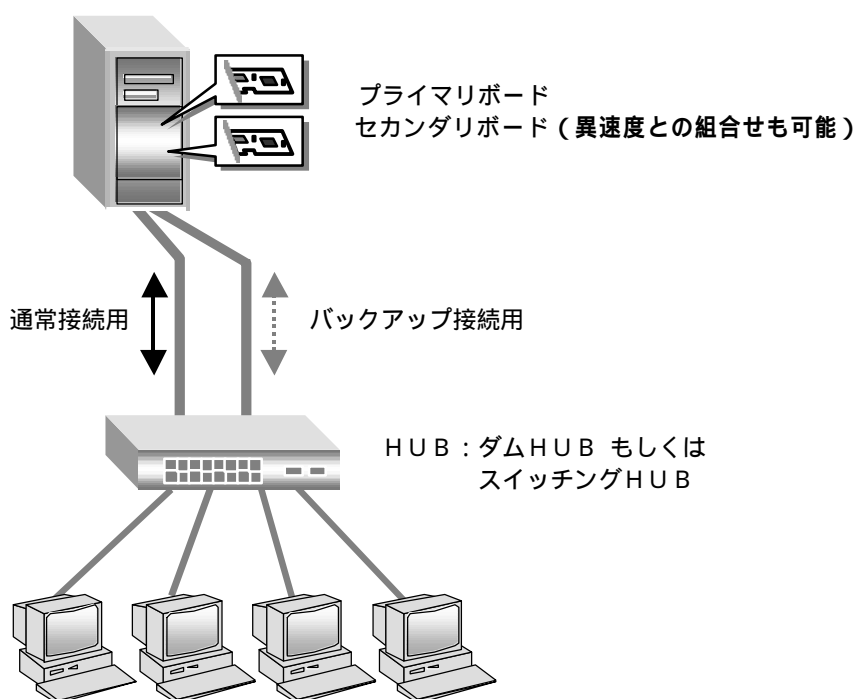 プライマリボード
セカンダリボード(異速度との組合せも可能)
通常接続用
バックアップ接続用
HUB:ダムHUB もしくは
スイッチングHUB